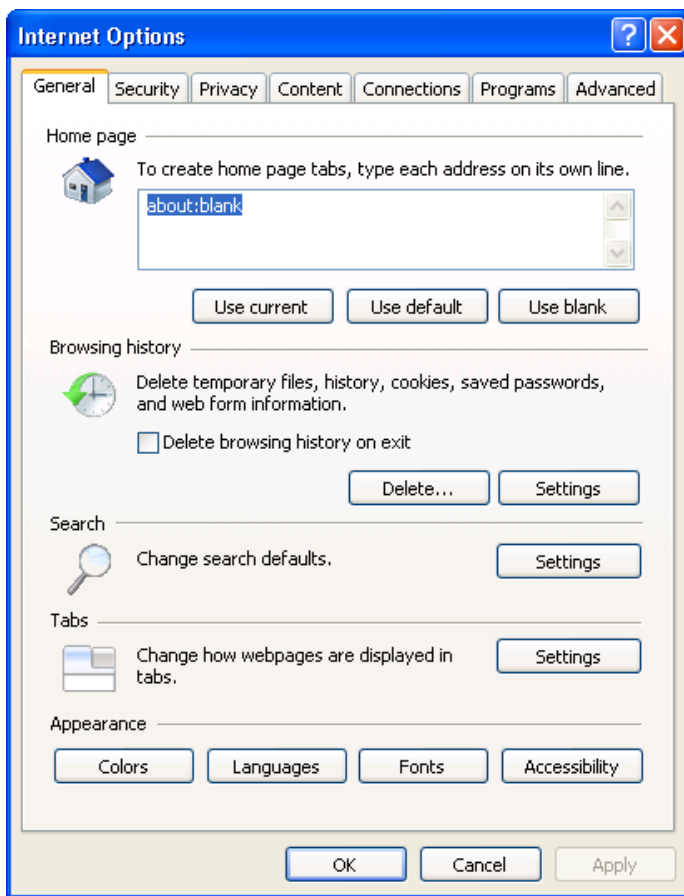 Internet Options
General Security Privacy Content Connections Programs Advanced
Home page
To create home page tabs, type each address on its own line.
about:blank
Use current Use default Use blank
Browsing history
Delete temporary files, history, cookies, saved passwords,
and web form information.
Delete browsing history on exit
Delete... Settings
Search
Change search defaults. Settings
Tabs
Change how webpages are displayed in
tabs.
Settings
Appearance
Colors Languages Fonts Accessibility
OK Cancel Apply